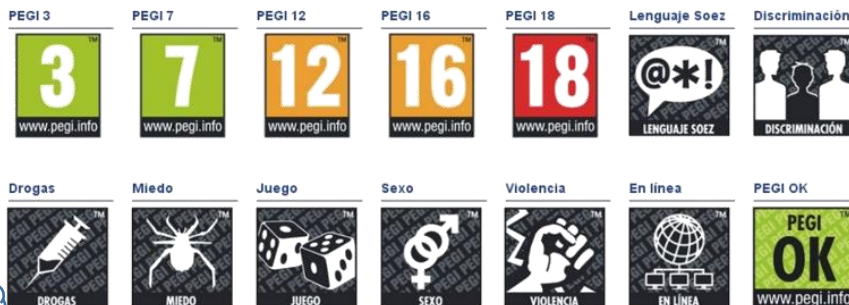 PEGI 3 PEGI 7 PEGI 12 PEGI 16 PEGI 18 Lenguaje Soez Discriminación
3 7 12 16 18 @*!
www.pegi.info www.pegi.info www.pegi.info www.pegi.info www.pegi.info LENGUAJE SOEZ DISCRIMINACIÓN
Drogas Miedo Juego Sexo Violencia En línea PEGI OK
PEGI
OK
DROGAS MIEDO JUEGO SEXO VIOLENCIA EN LÍNEA www.pegi.info